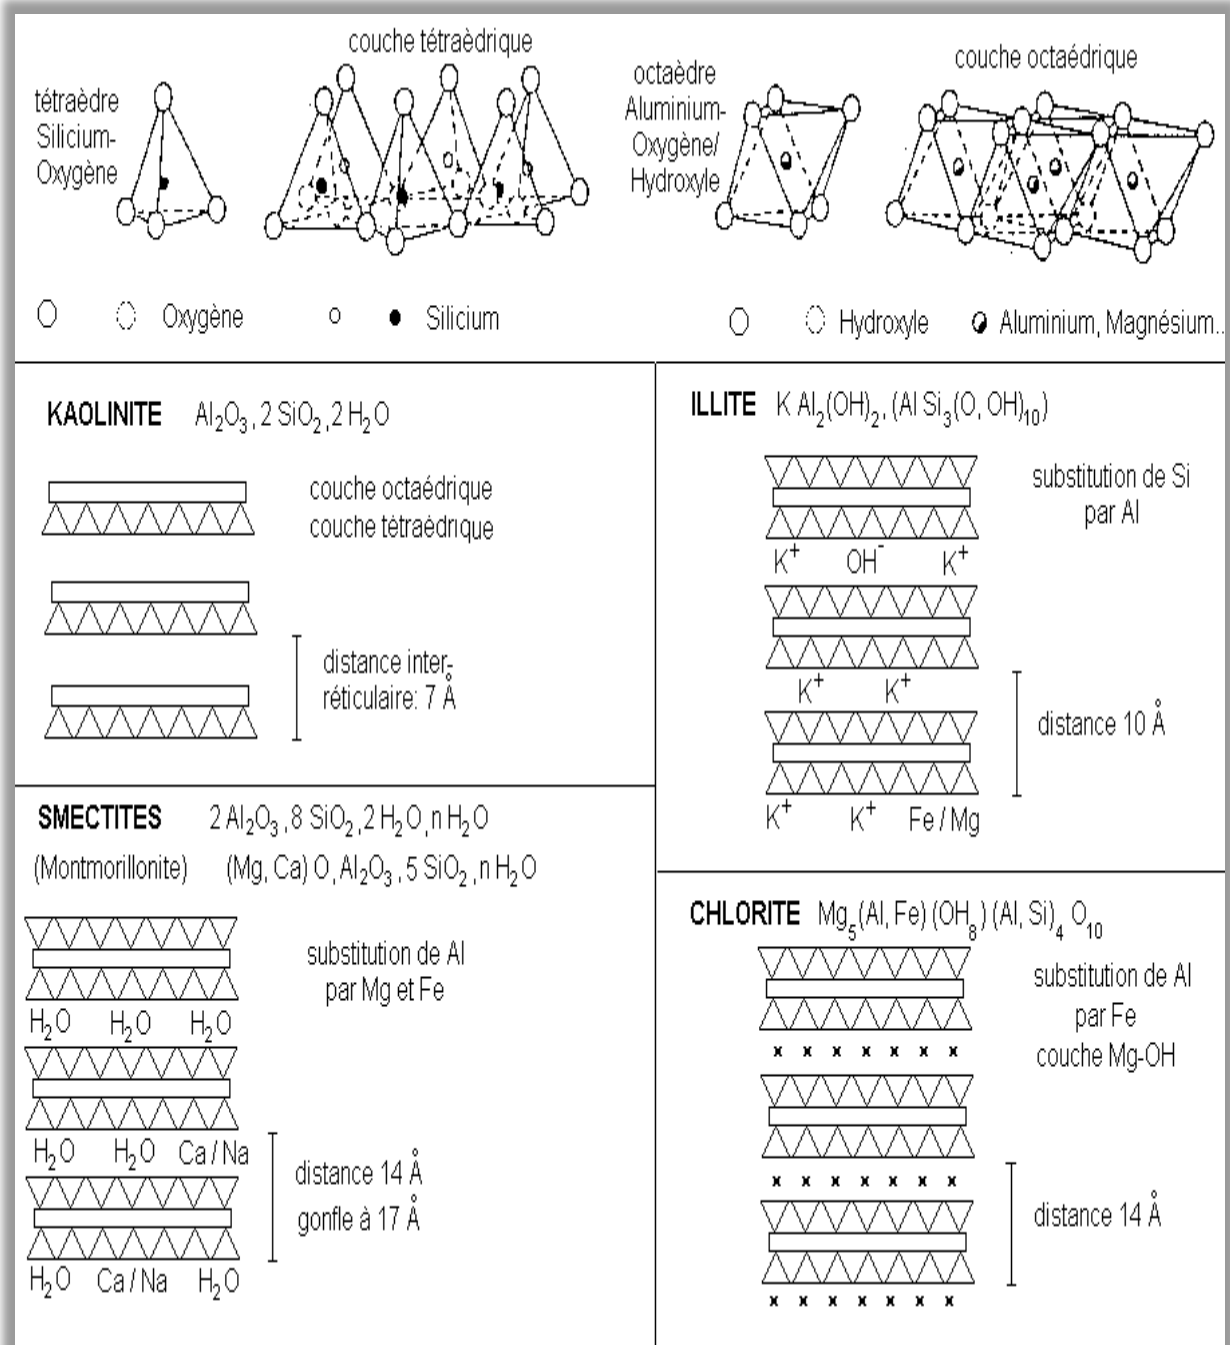 couche tétraèdrique
tétraèdre
Silicium-
Oxygène
couche octaédrique
octaèdre
Aluminium-
Oxygène/
Hydroxyle
Oxygène
Silicium
Hydroxyle
Aluminium, Magnésium..
KAOLINITE Al₂O₃, 2 SiO₂, 2 H₂O
couche octaédrique
couche tétraédrique
distance inter-
réticulaire: 7 Å
ILLITE K Al₂(OH)₂, (Al Si₃(O, OH)₁₀)
substitution de Si
par Al
K⁺ OH⁻ K⁺
K⁺ K⁺
distance 10 Å
K⁺ K⁺ Fe / Mg
SMECTITES 2 Al₂O₃, 8 SiO₂, 2 H₂O, n H₂O
(Montmorillonite) (Mg, Ca) O, Al₂O₃, 5 SiO₂, n H₂O
substitution de Al
par Mg et Fe
H₂O H₂O H₂O
H₂O H₂O Ca / Na
distance 14 Å
gonfle à 17 Å
H₂O Ca / Na H₂O
CHLORITE Mg₅(Al, Fe) (OH₈) (Al, Si)₄ O₁₀
substitution de Al
par Fe
couche Mg-OH
x x x x x x x
x x x x x x x
distance 14 Å
x x x x x x x